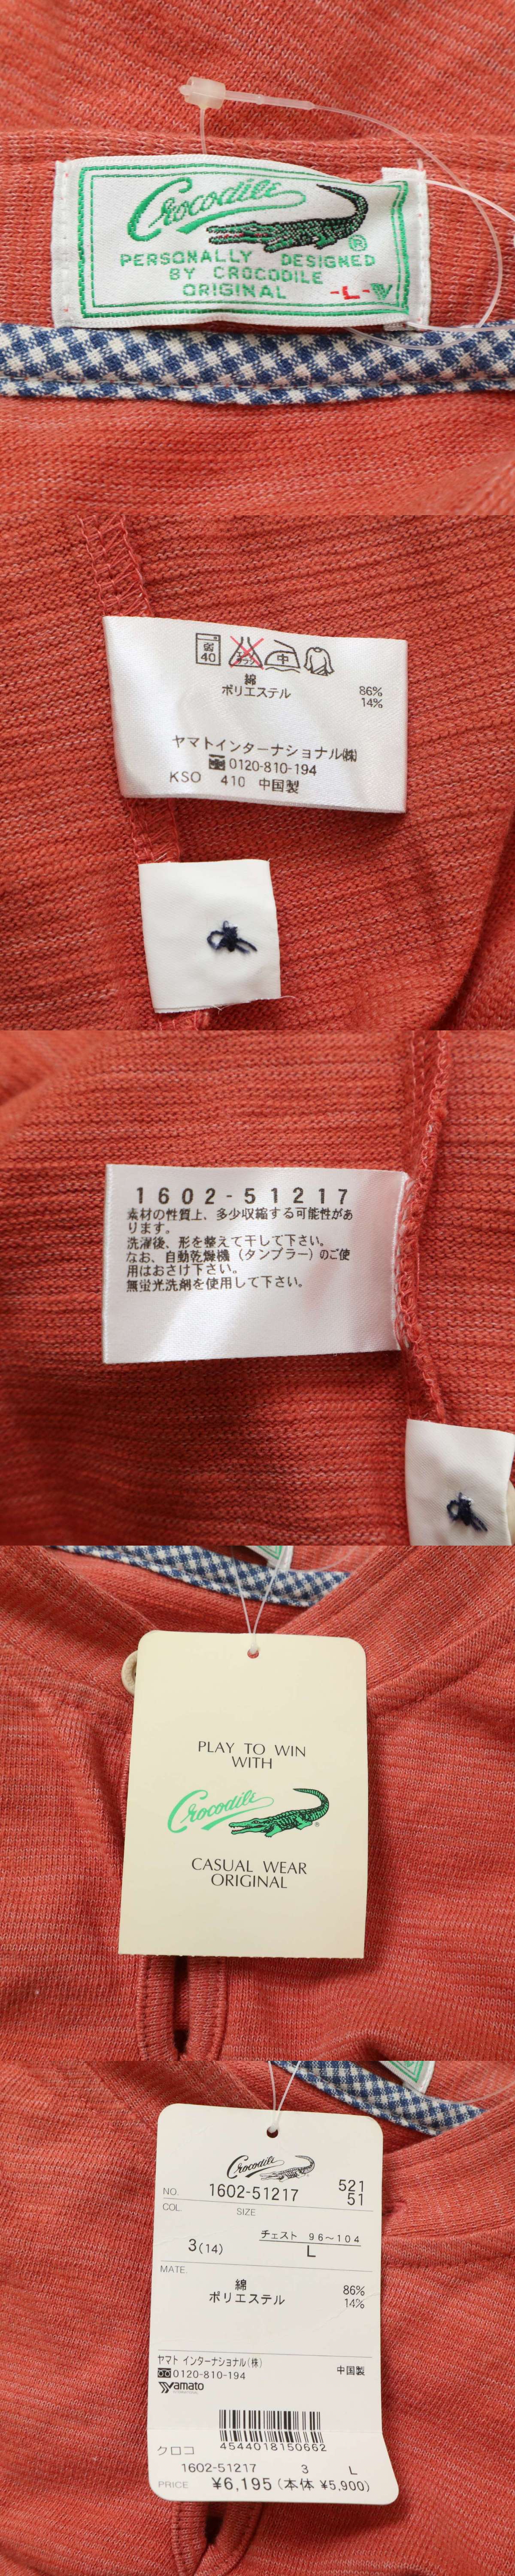 Crocodile
PERSONALLY DESIGNED
BY CROCODILE
ORIGINAL -L-
弱
40
エンソ
サラシ
中
綿 86%
ポリエステル 14%
ヤマトインターナショナル㈱
0120-810-194
KSO 410 中国製
1602-51217
素材の性質上、多少収縮する可能性があ
ります。
洗濯後、形を整えて干して下さい。
なお、自動乾燥機（タンブラー）のご使
用はおさけ下さい。
無蛍光洗剤を使用して下さい。
PLAY TO WIN
WITH
Crocodile
CASUAL WEAR
ORIGINAL
Crocodile
NO. 1602-51217 521
51
COL. SIZE
チェスト 96～104
3(14) L
MATE.
綿 86%
ポリエステル 14%
ヤマト インターナショナル(株)
0120-810-194 中国製
Yamato
4544018150662
クロコ
1602-51217 3 L
PRICE ¥6,195(本体 ¥5,900)